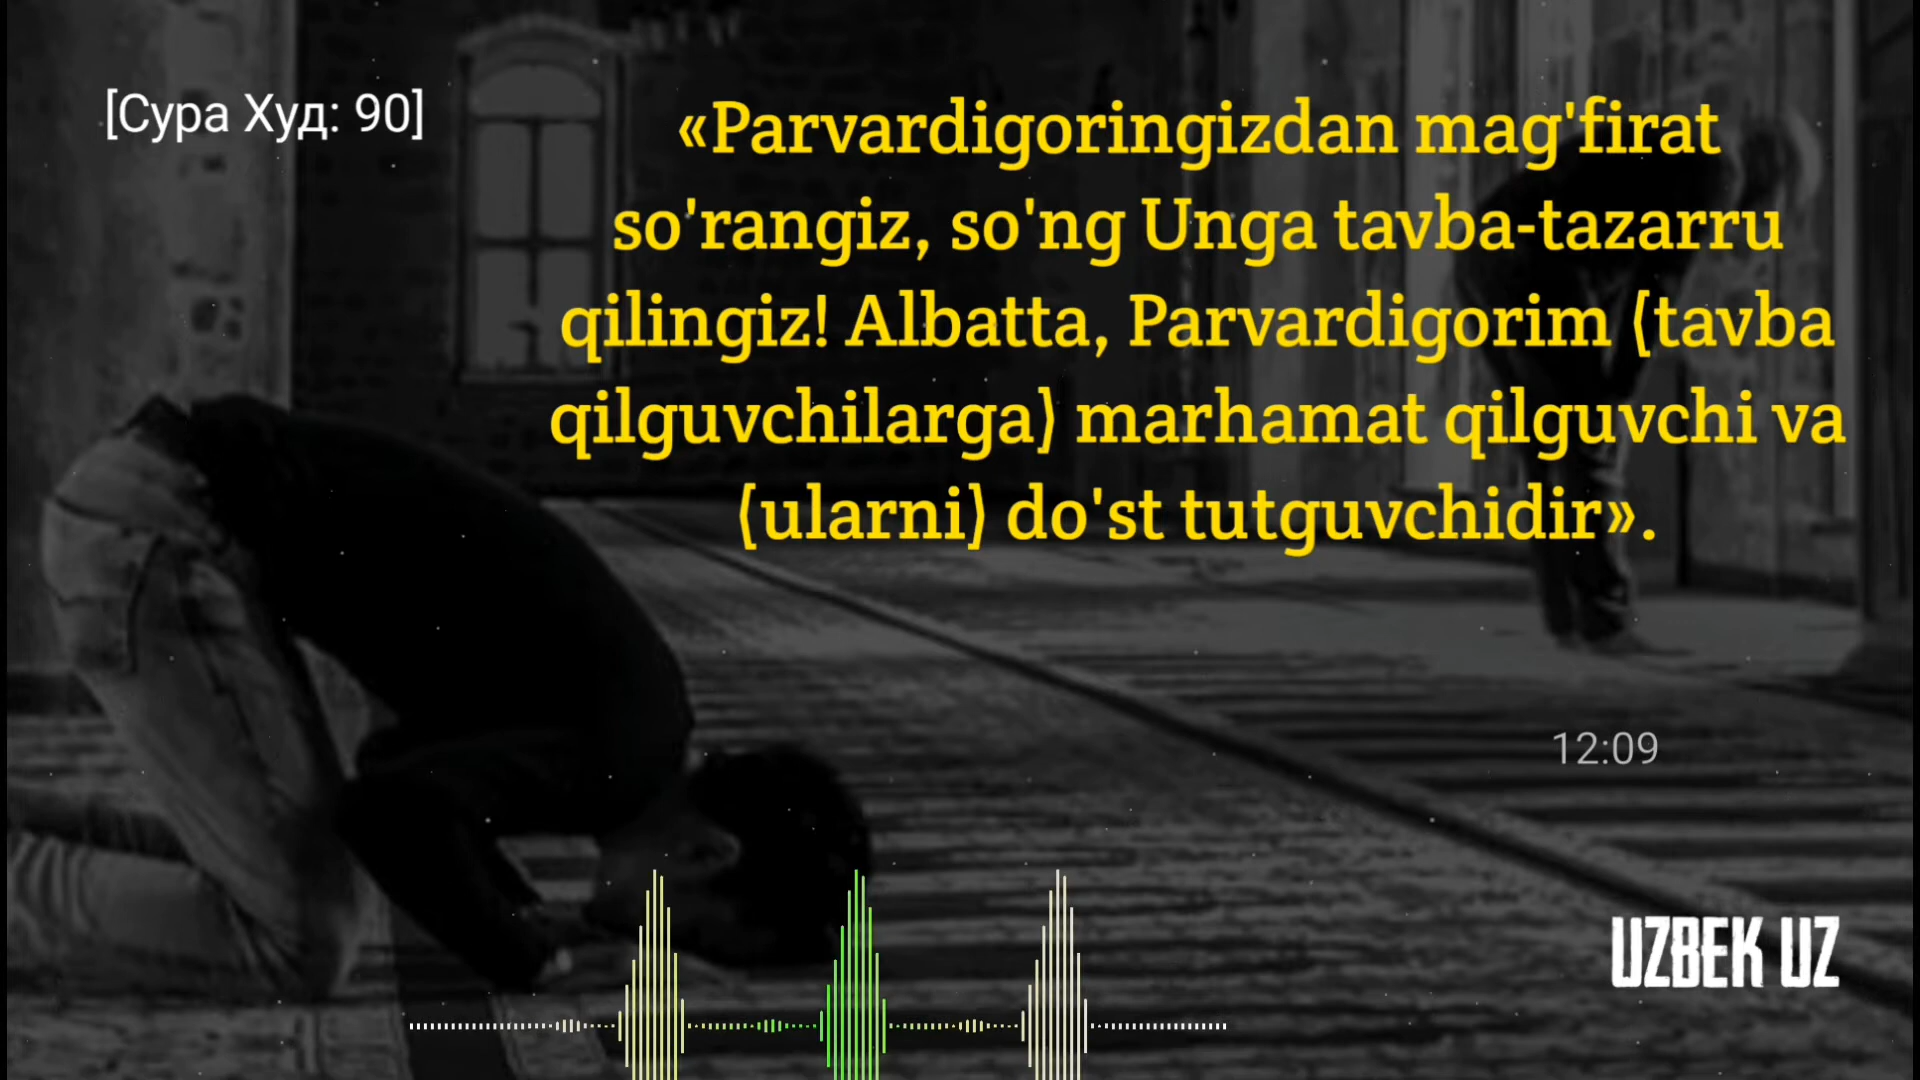 [Сура Худ: 90]
«Parvardigoringizdan mag'firat
so'rangiz, so'ng Unga tavba-tazarru
qilingiz! Albatta, Parvardigorim (tavba
qilguvchilarga) marhamat qilguvchi va
(ularni) do'st tutguvchidir».
12:09
UZBEK UZ